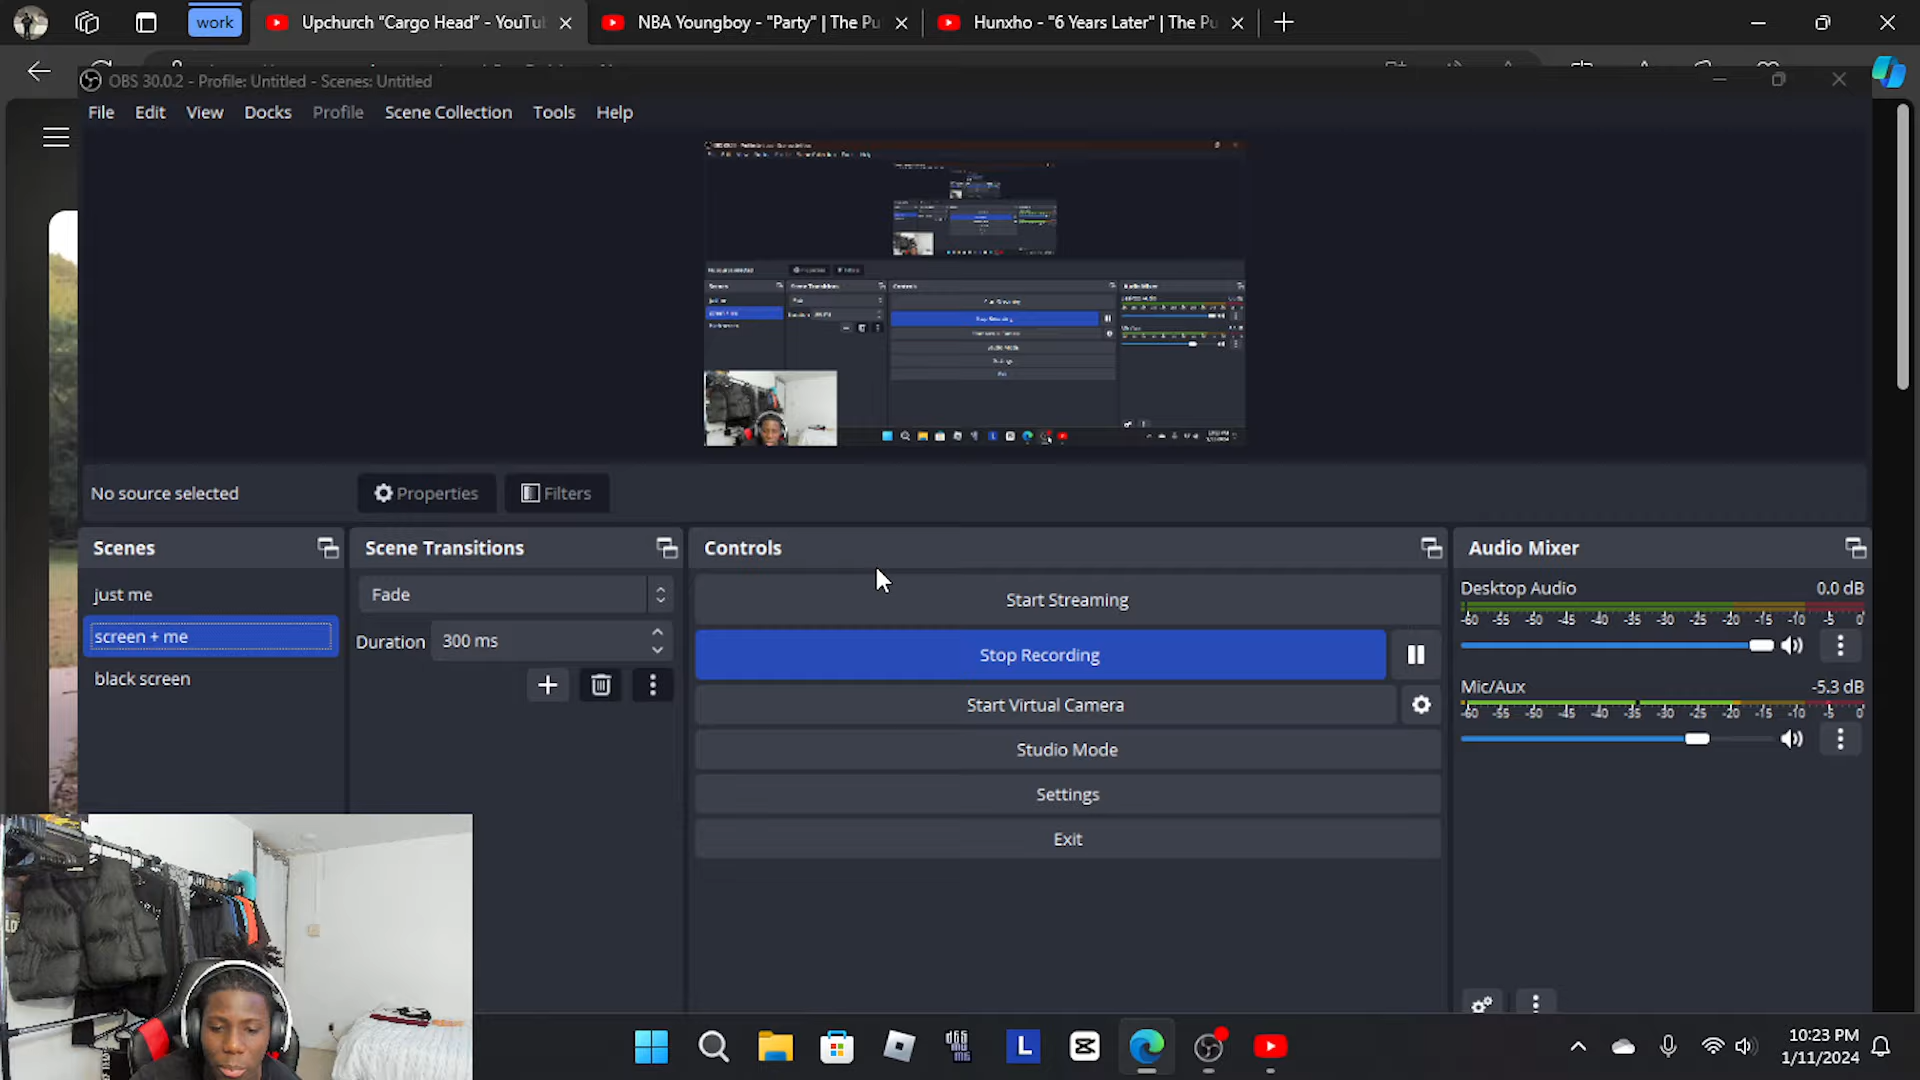 work
Upchurch “Cargo Head” - YouTu
NBA Youngboy - "Party" | The Pu
Hunxho - "6 Years Later" | The Pu
OBS 30.0.2 - Profile: Untitled - Scenes: Untitled
File Edit View Docks Profile Scene Collection Tools Help
No source selected
Properties
Filters
Scenes
just me
screen + me
black screen
Scene Transitions
Fade
Duration 300 ms
Controls
Start Streaming
Stop Recording
Start Virtual Camera
Studio Mode
Settings
Exit
Audio Mixer
Desktop Audio 0.0 dB
-60 -55 -50 -45 -40 -35 -30 -25 -20 -15 -10 -5 0
Mic/Aux -5.3 dB
-60 -55 -50 -45 -40 -35 -30 -25 -20 -15 -10 -5 0
L
10:23 PM
1/11/2024